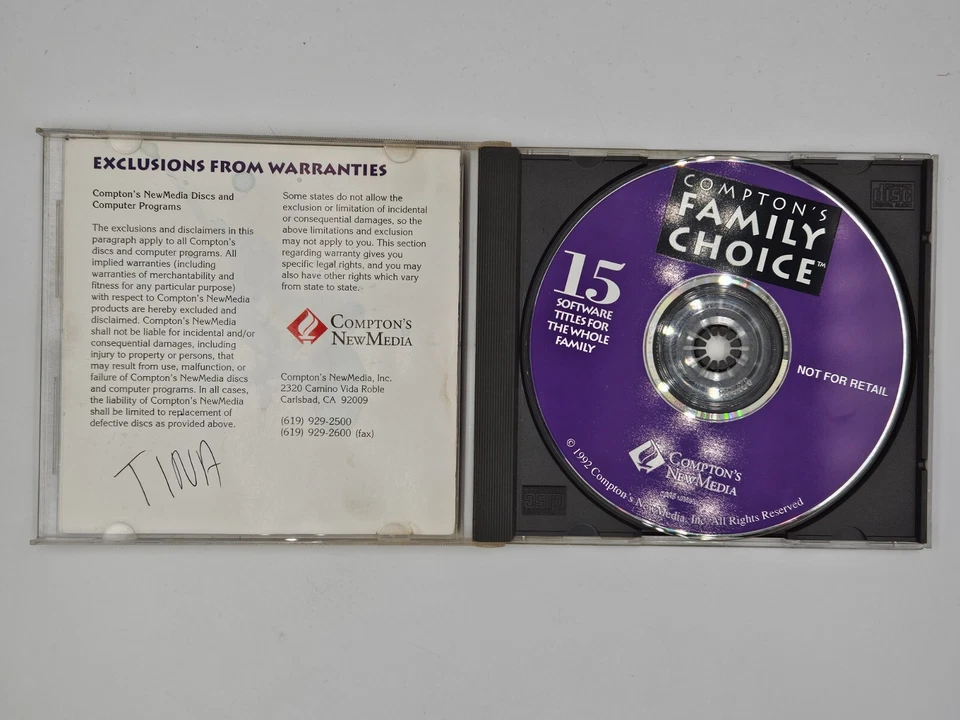 EXCLUSIONS FROM WARRANTIES
Compton's NewMedia Discs and
Computer Programs
The exclusions and disclaimers in this
paragraph apply to all Compton's
discs and computer programs. All
implied warranties (including
warranties of merchantability and
fitness for any particular purpose)
with respect to Compton's NewMedia
products are hereby excluded and
disclaimed. Compton's NewMedia
shall not be liable for incidental and/or
consequential damages, including
injury to property or persons, that
may result from use, malfunction, or
failure of Compton's NewMedia discs
and computer programs. In all cases,
the liability of Compton's NewMedia
shall be limited to replacement of
defective discs as provided above.
TINA
Some states do not allow the
exclusion or limitation of incidental
or consequential damages, so the
above limitations and exclusion
may not apply to you. This section
regarding warranty gives you
specific legal rights, and you may
also have other rights which vary
from state to state.
COMPTON'S
NEWMEDIA
Compton's NewMedia, Inc.
2320 Camino Vida Roble
Carlsbad, CA 92009
(619) 929-2500
(619) 929-2600 (fax)
COMPTON'S
FAMILY
CHOICE™
15
SOFTWARE
TITLES FOR
THE WHOLE
FAMILY
NOT FOR RETAIL
COMPTON'S
NEWMEDIA
© 1992 Compton's NewMedia, Inc. All Rights Reserved
disc